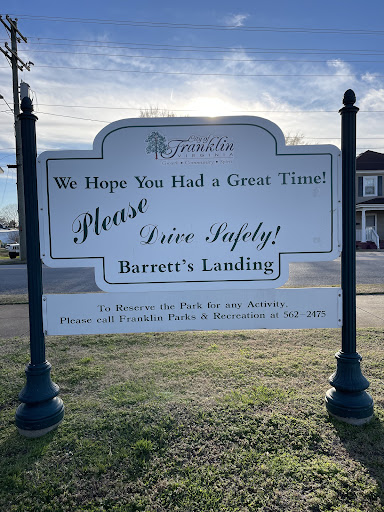 City of
Franklin
VIRGINIA
We Hope You Had a Great Time!
Please
Drive Safely!
Barrett's Landing
To Reserve the Park for any Activity.
Please call Franklin Parks & Recreation at 562-2475